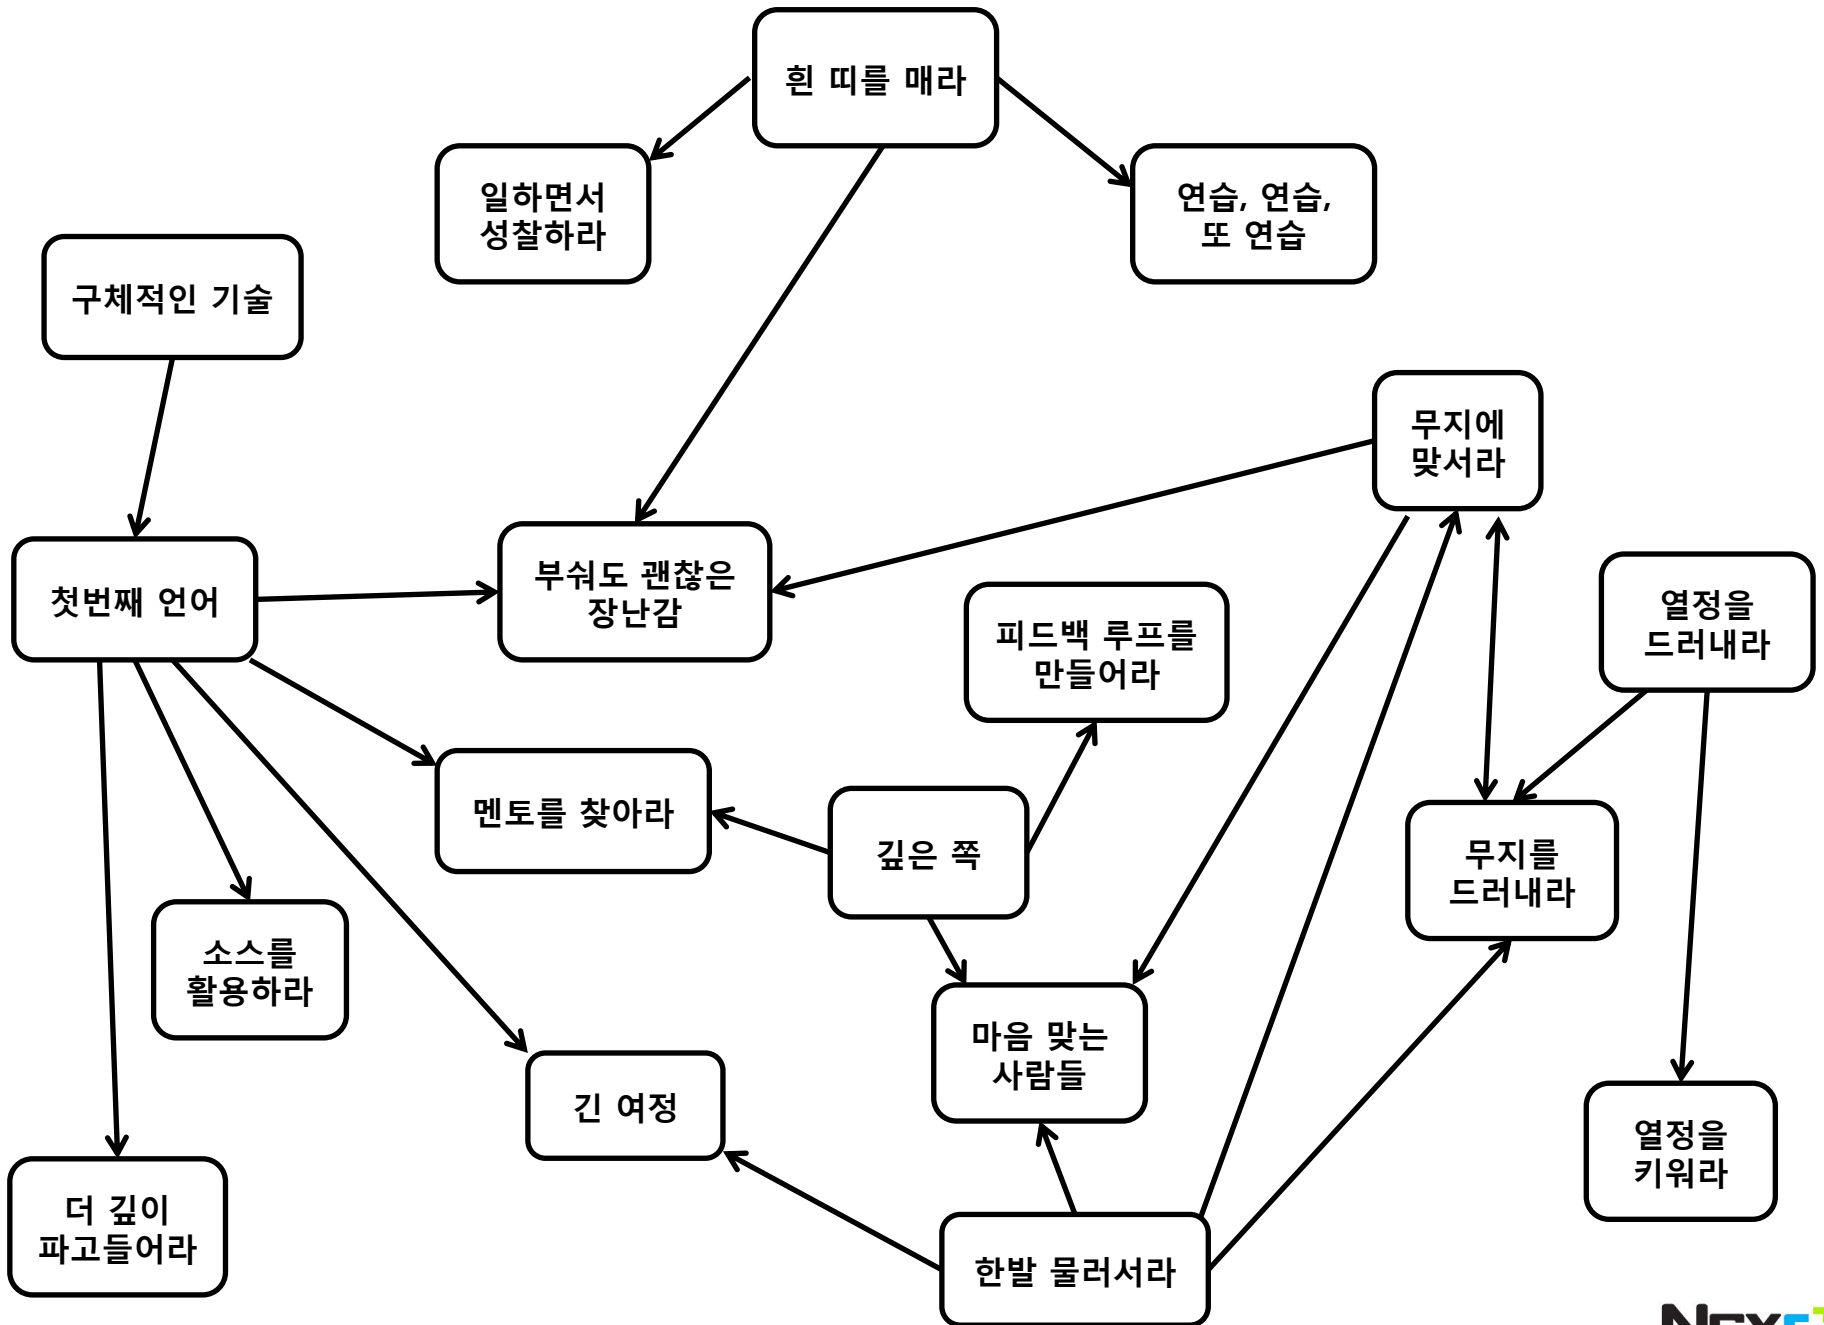 흰 띠를 매라
일하면서
성찰하라
연습, 연습,
또 연습
구체적인 기술
무지에
맞서라
첫번째 언어
부숴도 괜찮은
장난감
피드백 루프를
만들어라
열정을
드러내라
멘토를 찾아라
깊은 쪽
무지를
드러내라
소스를
활용하라
마음 맞는
사람들
긴 여정
열정을
키워라
더 깊이
파고들어라
한발 물러서라